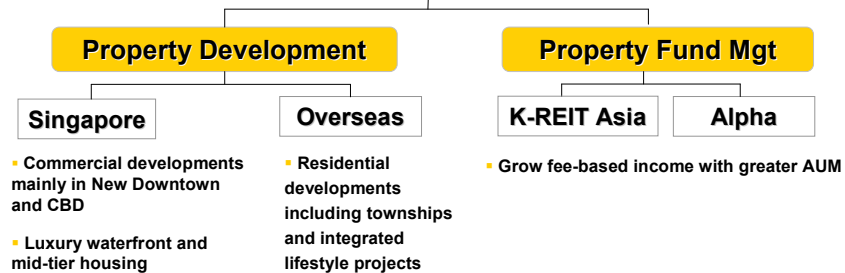 Property Development
Property Fund Mgt
Singapore
Overseas
K-REIT Asia
Alpha
▪ Commercial developments
mainly in New Downtown
and CBD
▪ Luxury waterfront and
mid-tier housing
▪ Residential
developments
including townships
and integrated
lifestyle projects
▪ Grow fee-based income with greater AUM